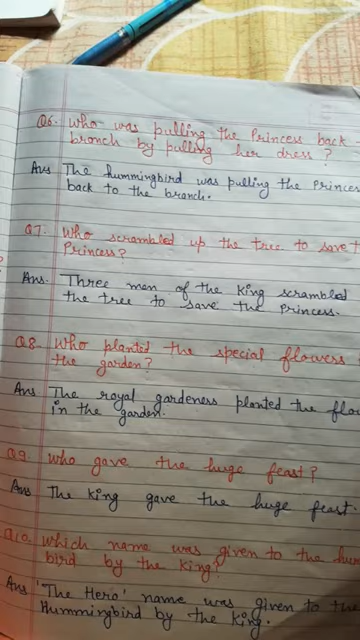 Q6. Who was pulling the Princess back
branch by pulling her dress?
Ans The hummingbird was pulling the Princes
back to the branch.
Q7. Who scrambled up the tree to save t
Princess?
Ans. Three men of the King scrambled
the tree to save the Princess.
Q8. Who planted the special flowers
the garden?
Ans The royal gardeness planted the flo
in the garden.
Q9. Who gave the huge feast?
Ans The King gave the huge feast.
Q10. Which name was given to the hu
bird by the King?
Ans 'The Hero' name was given to the
Hummingbird by the King.